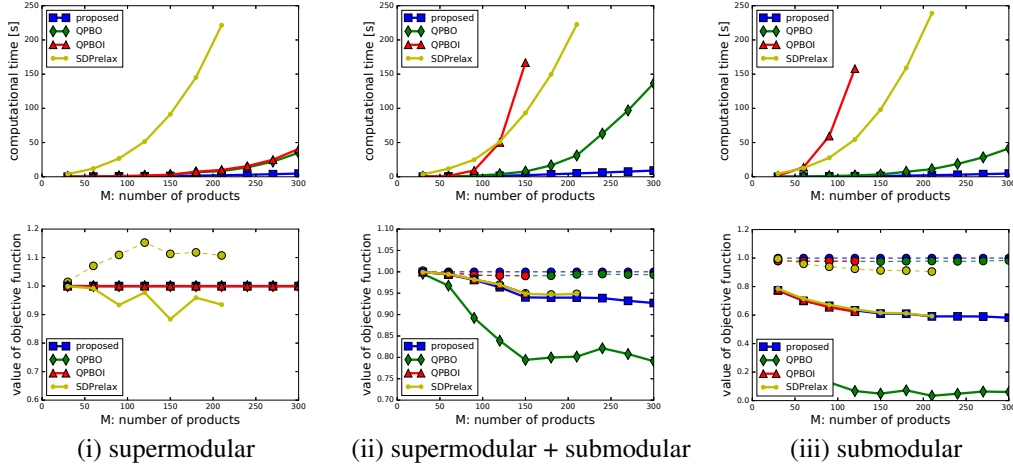 computational time [s]
250
200
150
100
50
0
proposed
QPBO
QPBOI
SDPrelax
0 50 100 150 200 250 300
M: number of products
computational time [s]
250
200
150
100
50
0
proposed
QPBO
QPBOI
SDPrelax
0 50 100 150 200 250 300
M: number of products
computational time [s]
250
200
150
100
50
0
proposed
QPBO
QPBOI
SDPrelax
0 50 100 150 200 250 300
M: number of products
value of objective function
1.2
1.1
1.0
0.9
0.8
0.7
0.6
proposed
QPBO
QPBOI
SDPrelax
0 50 100 150 200 250 300
M: number of products
value of objective function
1.10
1.05
1.00
0.95
0.90
0.85
0.80
0.75
0.70
proposed
QPBO
QPBOI
SDPrelax
0 50 100 150 200 250 300
M: number of products
value of objective function
1.2
1.0
0.8
0.6
0.4
0.2
0.0
proposed
QPBO
QPBOI
SDPrelax
0 50 100 150 200 250 300
M: number of products
(i) supermodular
(ii) supermodular + submodular
(iii) submodular